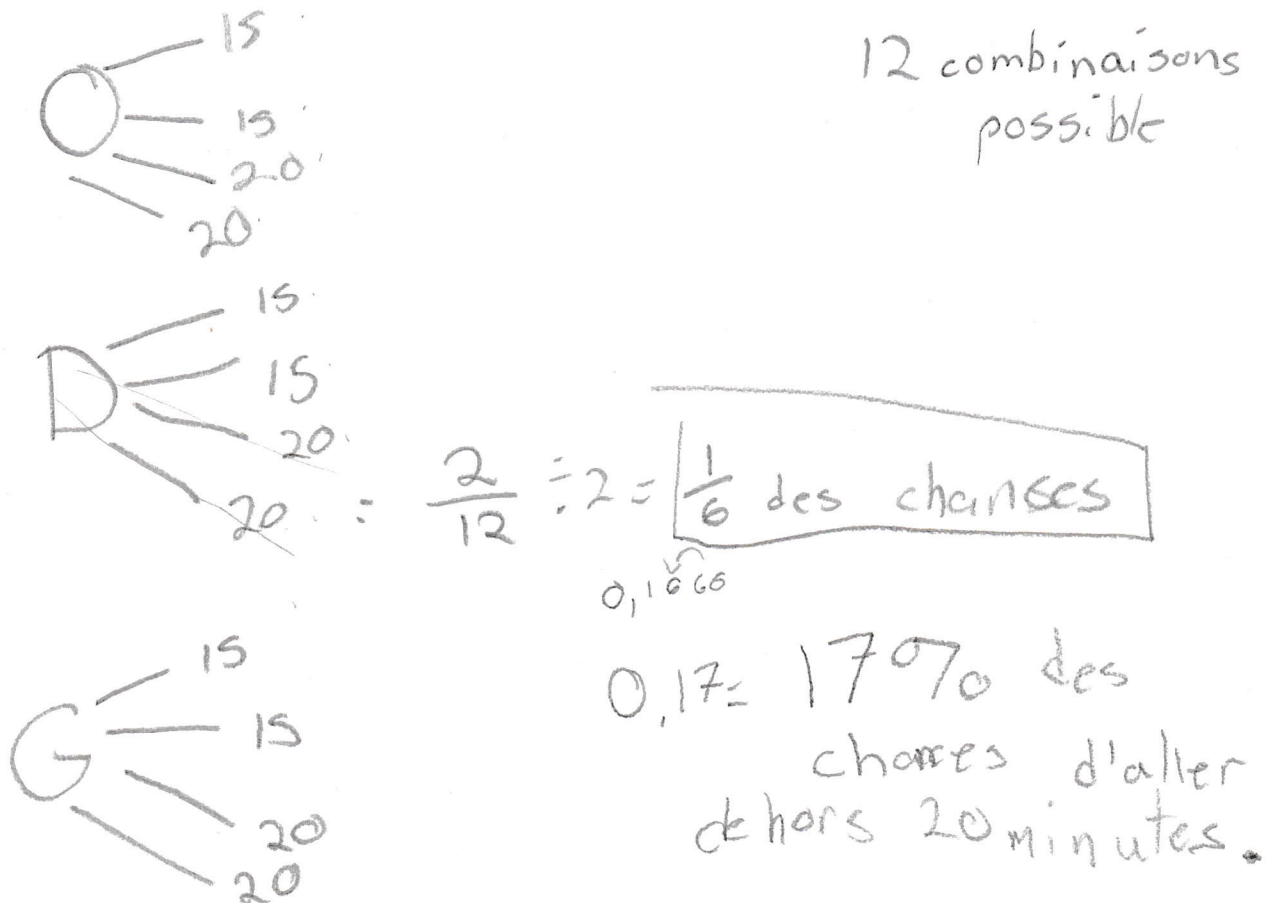 12 combinaisons
possible
O
15
15
20
20
D
15
15
20
20 = 2/12 ÷2= 1/6 des chanses
0,1666
0,17= 17% des
chances d'aller
dehors 20 minutes.
G
15
15
20
20